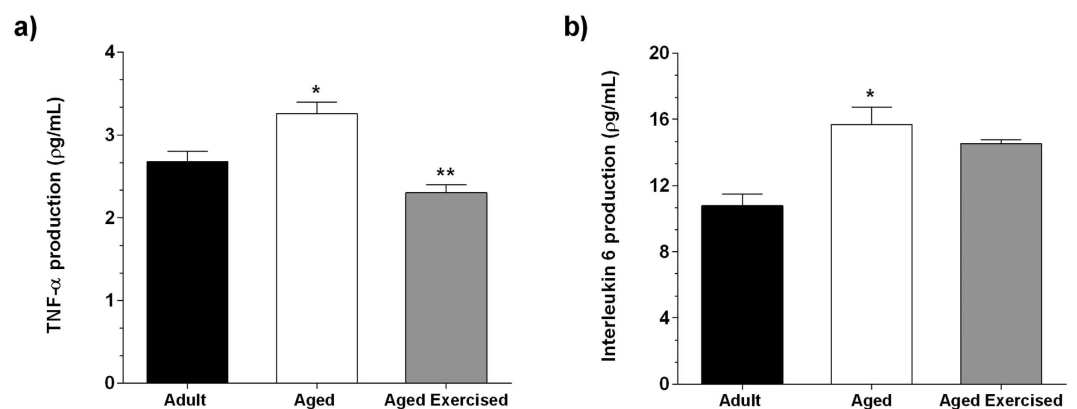 a)
TNF-α production (ρg/mL)
4
3
2
1
0
*
**
Adult
Aged
Aged Exercised
b)
Interleukin 6 production (ρg/mL)
20
16
12
8
4
0
*
Adult
Aged
Aged Exercised